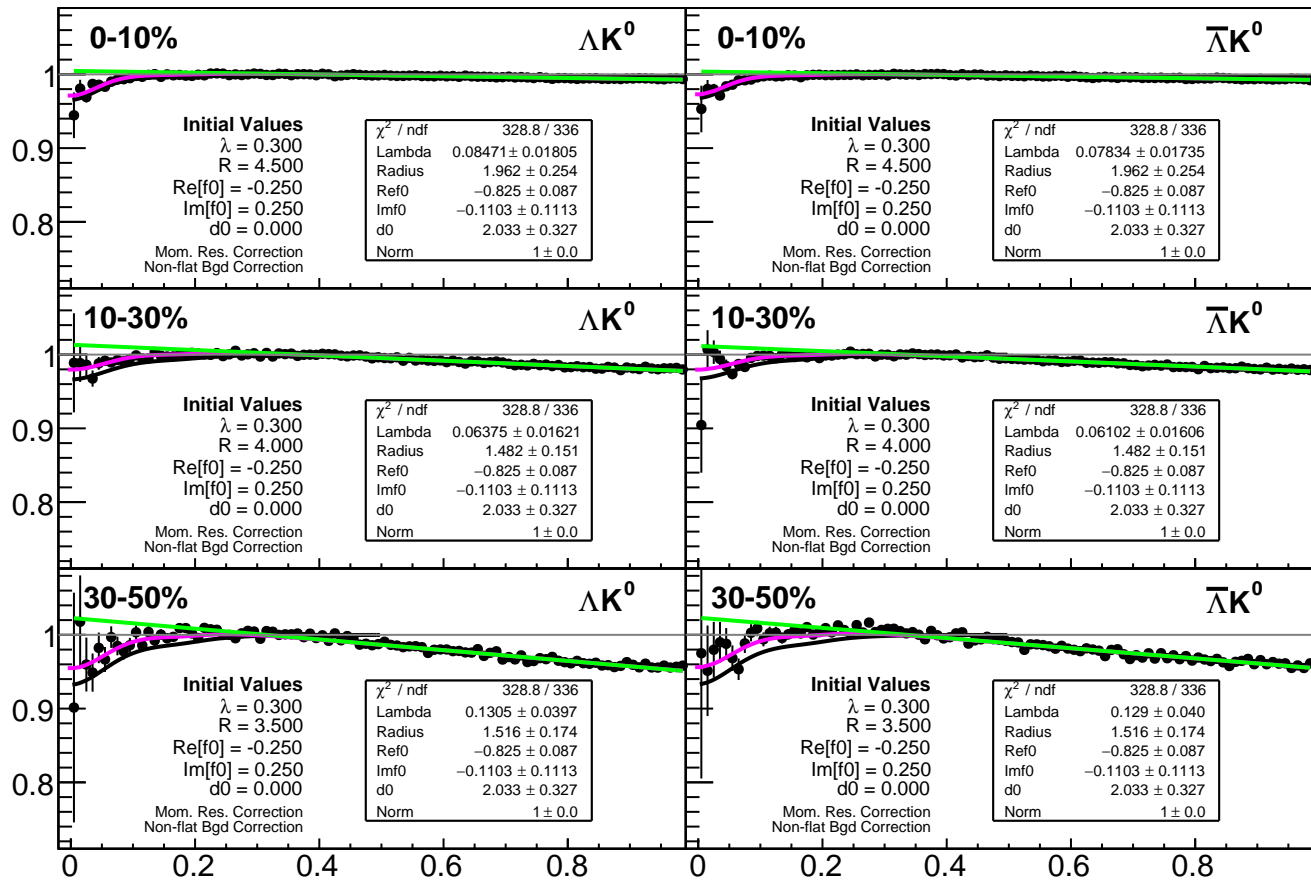 0-10%
ΛK⁰
1
0.9
0.8
Initial Values
λ = 0.300
R = 4.500
Re[f0] = -0.250
Im[f0] = 0.250
d0 = 0.000
Mom. Res. Correction
Non-flat Bgd Correction
χ² / ndf 328.8 / 336
Lambda 0.08471± 0.01805
Radius 1.962 ± 0.254
Ref0 −0.825 ± 0.087
Imf0 −0.1103 ± 0.1113
d0 2.033 ± 0.327
Norm 1 ± 0.0
0-10%
Λ̅K⁰
Initial Values
λ = 0.300
R = 4.500
Re[f0] = -0.250
Im[f0] = 0.250
d0 = 0.000
Mom. Res. Correction
Non-flat Bgd Correction
χ² / ndf 328.8 / 336
Lambda 0.07834 ± 0.01735
Radius 1.962 ± 0.254
Ref0 −0.825 ± 0.087
Imf0 −0.1103 ± 0.1113
d0 2.033 ± 0.327
Norm 1 ± 0.0
10-30%
ΛK⁰
1
0.9
0.8
Initial Values
λ = 0.300
R = 4.000
Re[f0] = -0.250
Im[f0] = 0.250
d0 = 0.000
Mom. Res. Correction
Non-flat Bgd Correction
χ² / ndf 328.8 / 336
Lambda 0.06375 ± 0.01621
Radius 1.482 ± 0.151
Ref0 −0.825 ± 0.087
Imf0 −0.1103 ± 0.1113
d0 2.033 ± 0.327
Norm 1 ± 0.0
10-30%
Λ̅K⁰
Initial Values
λ = 0.300
R = 4.000
Re[f0] = -0.250
Im[f0] = 0.250
d0 = 0.000
Mom. Res. Correction
Non-flat Bgd Correction
χ² / ndf 328.8 / 336
Lambda 0.06102 ± 0.01606
Radius 1.482 ± 0.151
Ref0 −0.825 ± 0.087
Imf0 −0.1103 ± 0.1113
d0 2.033 ± 0.327
Norm 1 ± 0.0
30-50%
ΛK⁰
1
0.9
0.8
Initial Values
λ = 0.300
R = 3.500
Re[f0] = -0.250
Im[f0] = 0.250
d0 = 0.000
Mom. Res. Correction
Non-flat Bgd Correction
χ² / ndf 328.8 / 336
Lambda 0.1305 ± 0.0397
Radius 1.516 ± 0.174
Ref0 −0.825 ± 0.087
Imf0 −0.1103 ± 0.1113
d0 2.033 ± 0.327
Norm 1 ± 0.0
30-50%
Λ̅K⁰
Initial Values
λ = 0.300
R = 3.500
Re[f0] = -0.250
Im[f0] = 0.250
d0 = 0.000
Mom. Res. Correction
Non-flat Bgd Correction
χ² / ndf 328.8 / 336
Lambda 0.129 ± 0.040
Radius 1.516 ± 0.174
Ref0 −0.825 ± 0.087
Imf0 −0.1103 ± 0.1113
d0 2.033 ± 0.327
Norm 1 ± 0.0
0 0.2 0.4 0.6 0.8 0 0.2 0.4 0.6 0.8